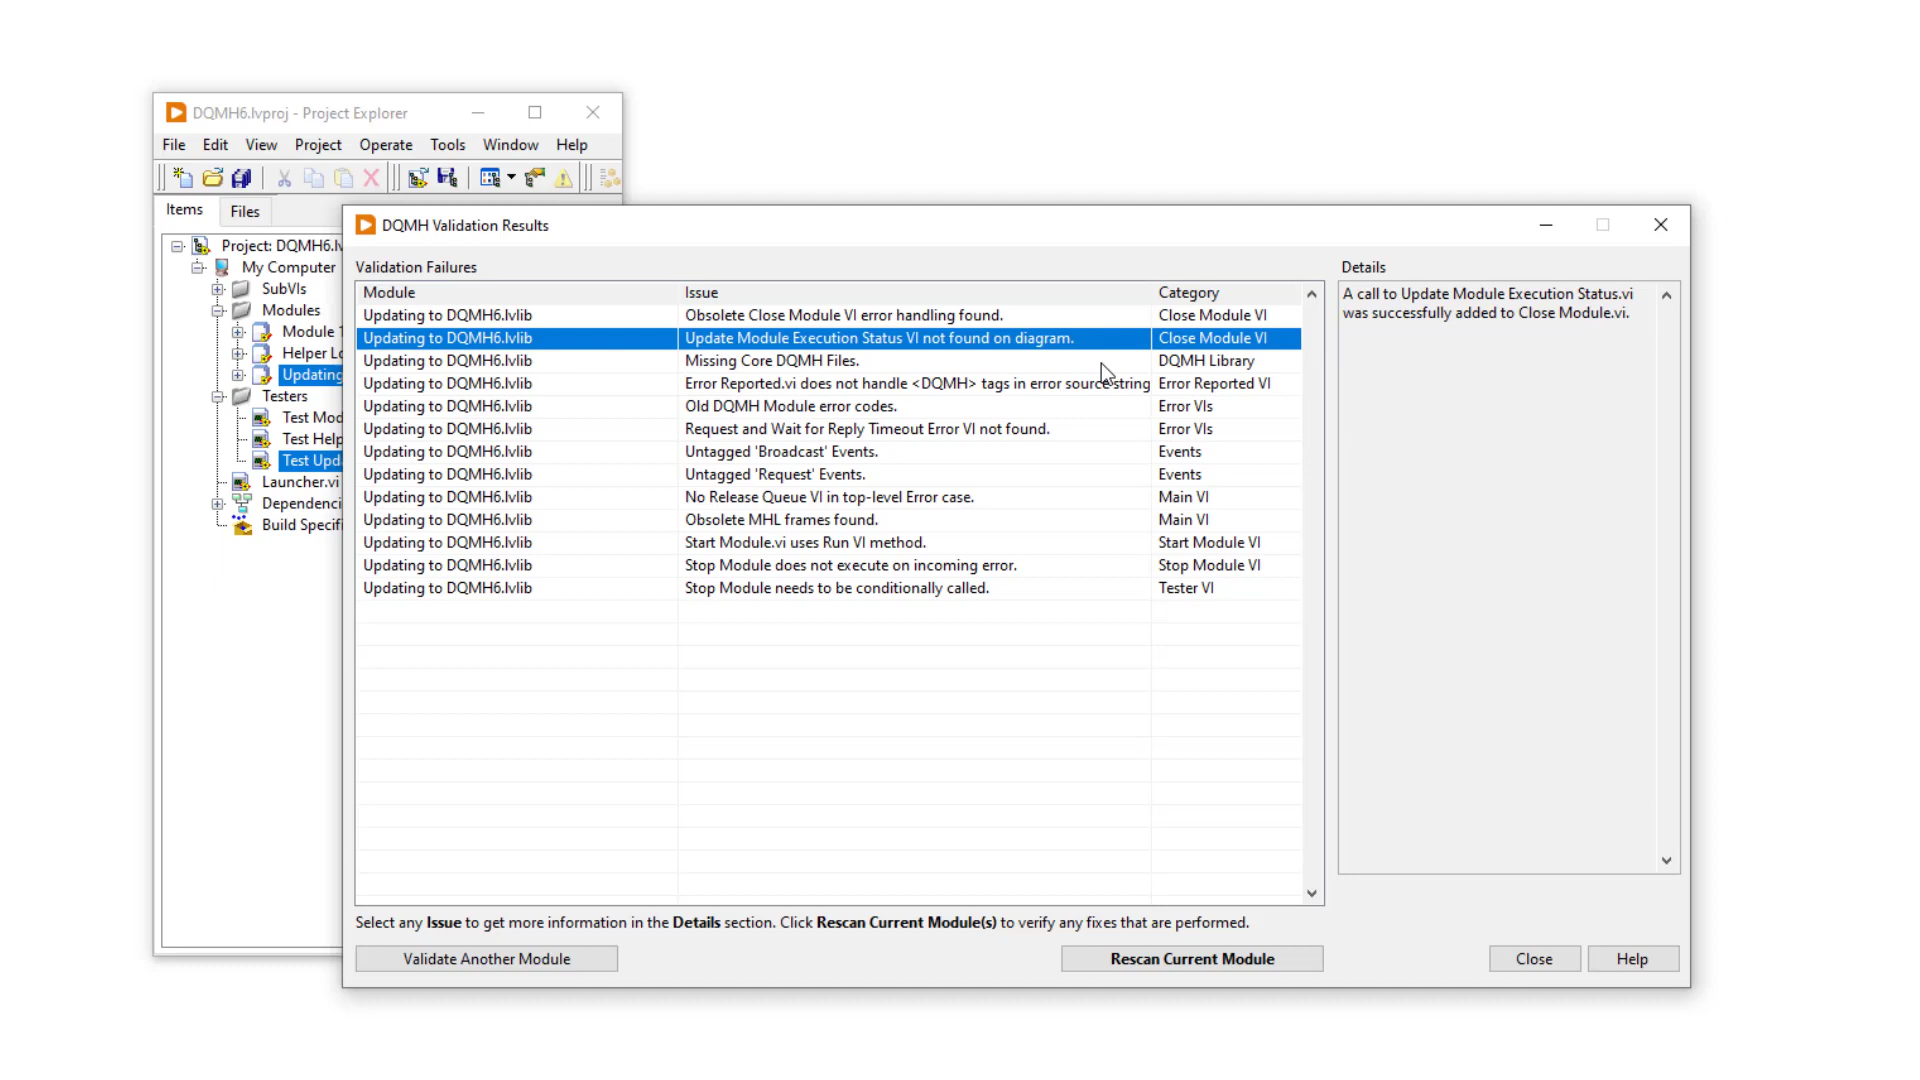 DQMH6.lvproj - Project Explorer
File Edit View Project Operate Tools Window Help
Items Files
Project: DQMH6.lv
My Computer
SubVIs
Modules
Module 1
Helper Lo
Updating
Testers
Test Mod
Test Help
Test Upd
Launcher.vi
Dependenci
Build Specifi
DQMH Validation Results
Validation Failures
Module Issue Category
Updating to DQMH6.lvlib Obsolete Close Module VI error handling found. Close Module VI
Updating to DQMH6.lvlib Update Module Execution Status VI not found on diagram. Close Module VI
Updating to DQMH6.lvlib Missing Core DQMH Files. DQMH Library
Updating to DQMH6.lvlib Error Reported.vi does not handle <DQMH> tags in error source string Error Reported VI
Updating to DQMH6.lvlib Old DQMH Module error codes. Error VIs
Updating to DQMH6.lvlib Request and Wait for Reply Timeout Error VI not found. Error VIs
Updating to DQMH6.lvlib Untagged 'Broadcast' Events. Events
Updating to DQMH6.lvlib Untagged 'Request' Events. Events
Updating to DQMH6.lvlib No Release Queue VI in top-level Error case. Main VI
Updating to DQMH6.lvlib Obsolete MHL frames found. Main VI
Updating to DQMH6.lvlib Start Module.vi uses Run VI method. Start Module VI
Updating to DQMH6.lvlib Stop Module does not execute on incoming error. Stop Module VI
Updating to DQMH6.lvlib Stop Module needs to be conditionally called. Tester VI
Details
A call to Update Module Execution Status.vi
was successfully added to Close Module.vi.
Select any Issue to get more information in the Details section. Click Rescan Current Module(s) to verify any fixes that are performed.
Validate Another Module Rescan Current Module Close Help